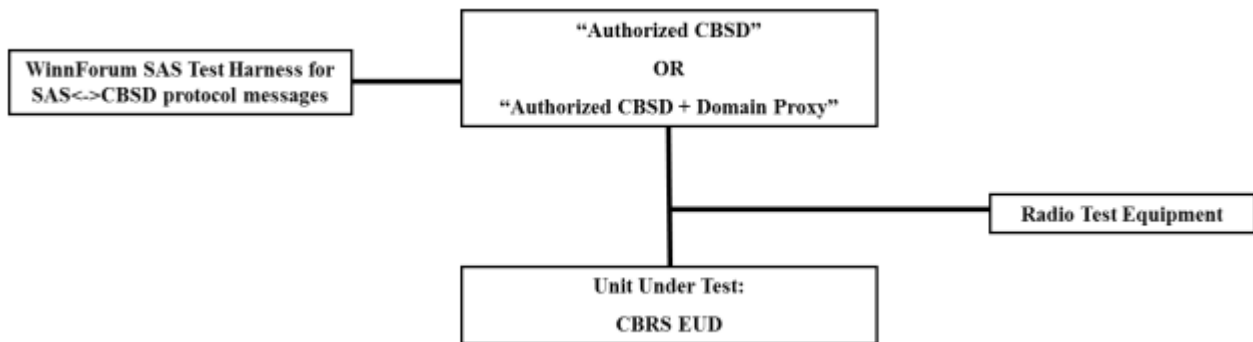 “Authorized CBSD”
OR
“Authorized CBSD + Domain Proxy”
WinnForum SAS Test Harness for
SAS<->CBSD protocol messages
Radio Test Equipment
Unit Under Test:
CBRS EUD